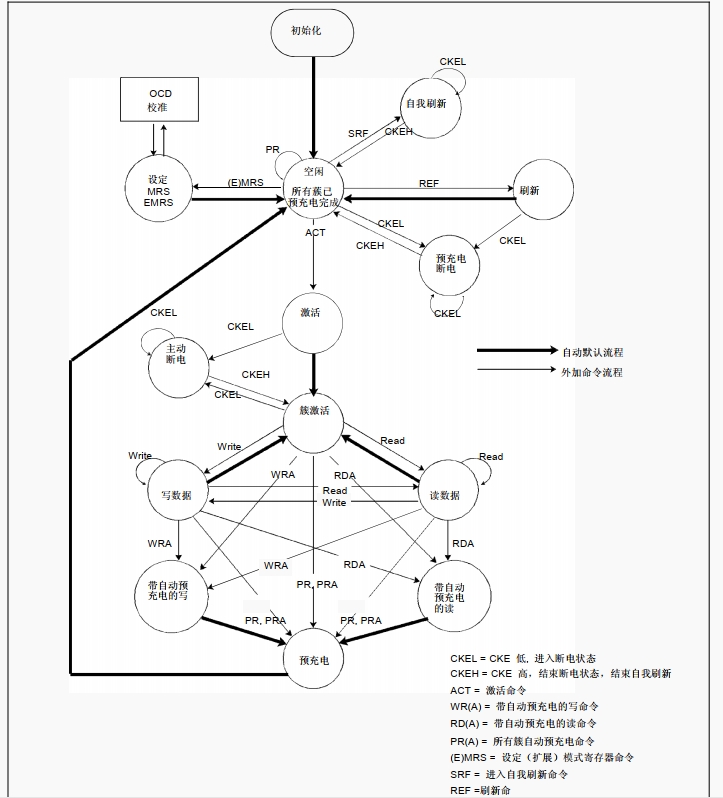 初始化
CKEL
OCD
校准
自我刷新
SRF
CKEH
PR
空闲
设定
MRS
EMRS
(E)MRS
所有簇已
预充电完成
REF
刷新
ACT
CKEL
CKEH
CKEL
预充电
断电
CKEL
CKEL
激活
CKEL
主动
断电
CKEH
CKEL
自动默认流程
外加命令流程
簇激活
Write
Read
Write
Read
WRA
RDA
写数据
Read
Write
读数据
WRA
RDA
WRA
RDA
带自动预
充电的写
PR, PRA
带自动
预充电
的读
PR, PRA
PR, PRA
预充电
CKEL = CKE 低, 进入断电状态
CKEH = CKE 高，结束断电状态，结束自我刷新
ACT = 激活命令
WR(A) = 带自动预充电的写命令
RD(A) = 带自动预充电的读命令
PR(A) = 所有簇自动预充电命令
(E)MRS = 设定（扩展）模式寄存器命令
SRF = 进入自我刷新命令
REF =刷新命